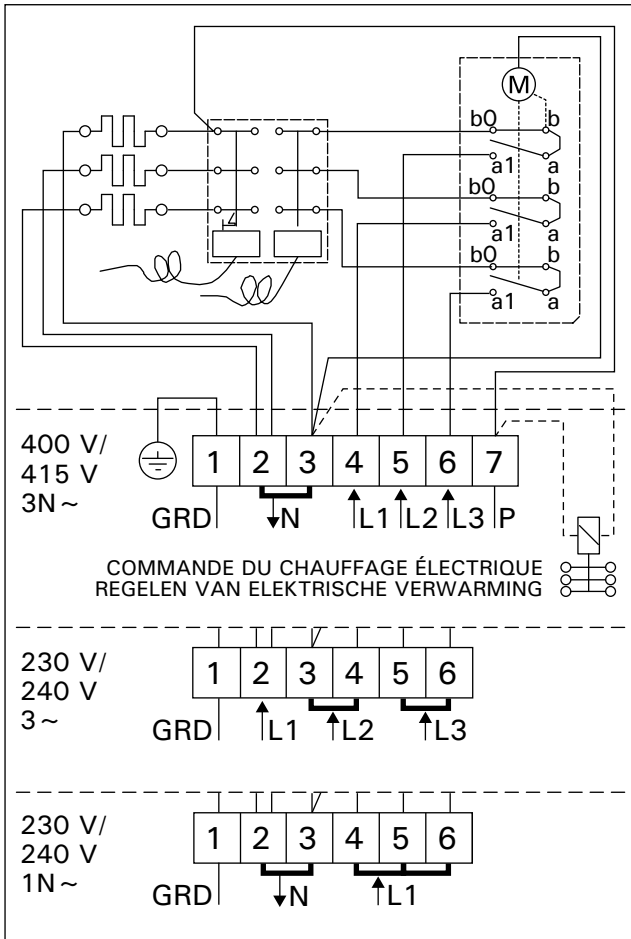 M
b0 b
a1 a
b0 b
a1 a
b0 b
a1 a
400 V/
415 V
3N~
1 2 3 4 5 6 7
GRD N L1 L2 L3 P
COMMANDE DU CHAUFFAGE ÉLECTRIQUE
REGELEN VAN ELEKTRISCHE VERWARMING
230 V/
240 V
3~
1 2 3 4 5 6
GRD L1 L2 L3
230 V/
240 V
1N~
1 2 3 4 5 6
GRD N L1